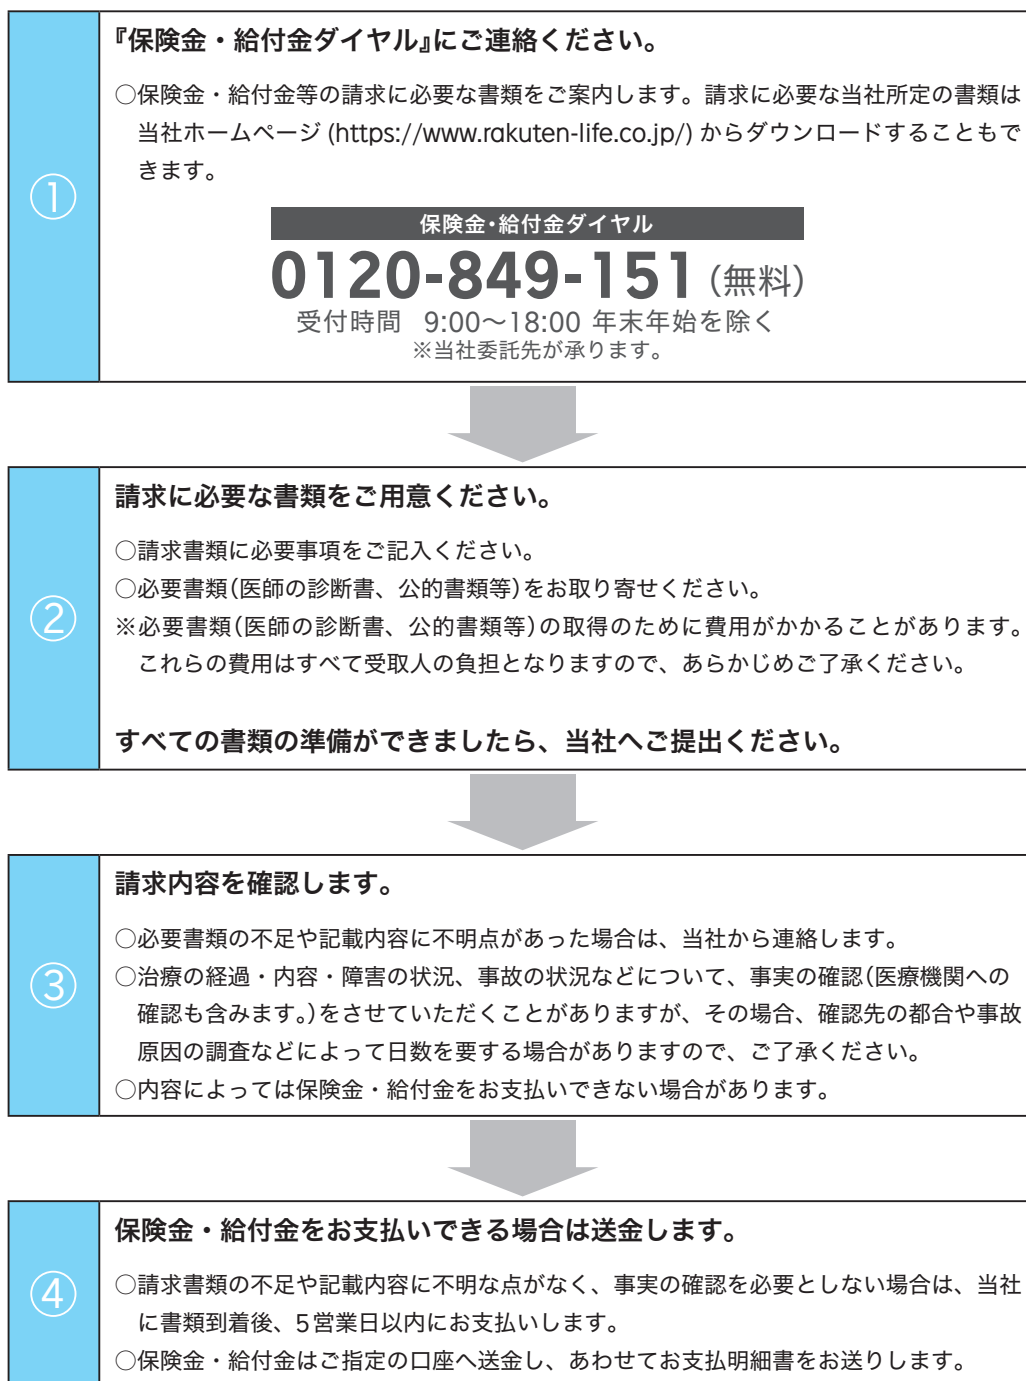 ①
『保険金・給付金ダイヤル』にご連絡ください。
○保険金・給付金等の請求に必要な書類をご案内します。請求に必要な当社所定の書類は
当社ホームページ (https://www.rakuten-life.co.jp/) からダウンロードすることもで
きます。
保険金・給付金ダイヤル
0120-849-151(無料)
受付時間 9:00〜18:00 年末年始を除く
※当社委託先が承ります。
②
請求に必要な書類をご用意ください。
○請求書類に必要事項をご記入ください。
○必要書類(医師の診断書、公的書類等)をお取り寄せください。
※必要書類(医師の診断書、公的書類等)の取得のために費用がかかることがあります。
これらの費用はすべて受取人の負担となりますので、あらかじめご了承ください。
すべての書類の準備ができましたら、当社へご提出ください。
③
請求内容を確認します。
○必要書類の不足や記載内容に不明点があった場合は、当社から連絡します。
○治療の経過・内容・障害の状況、事故の状況などについて、事実の確認(医療機関への
確認も含みます。)をさせていただくことがありますが、その場合、確認先の都合や事故
原因の調査などによって日数を要する場合がありますので、ご了承ください。
○内容によっては保険金・給付金をお支払いできない場合があります。
④
保険金・給付金をお支払いできる場合は送金します。
○請求書類の不足や記載内容に不明な点がなく、事実の確認を必要としない場合は、当社
に書類到着後、5営業日以内にお支払いします。
○保険金・給付金はご指定の口座へ送金し、あわせてお支払明細書をお送りします。